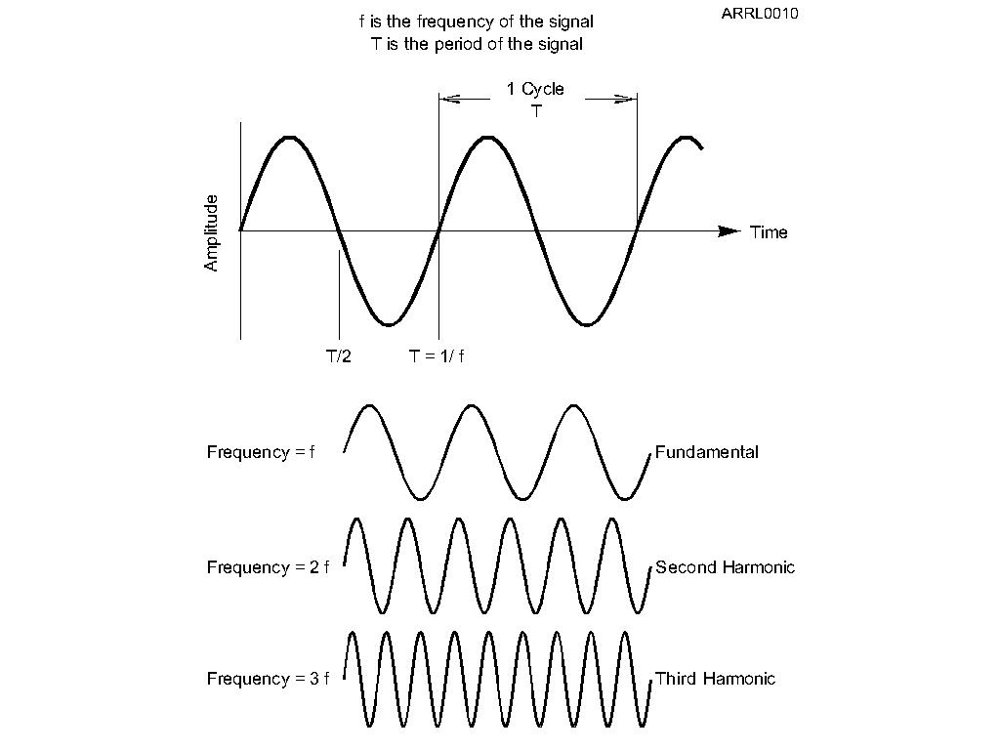 f is the frequency of the signal
T is the period of the signal
ARRL0010
1 Cycle
T
Amplitude
Time
T/2
T = 1/ f
Frequency = f
Fundamental
Frequency = 2 f
Second Harmonic
Frequency = 3 f
Third Harmonic